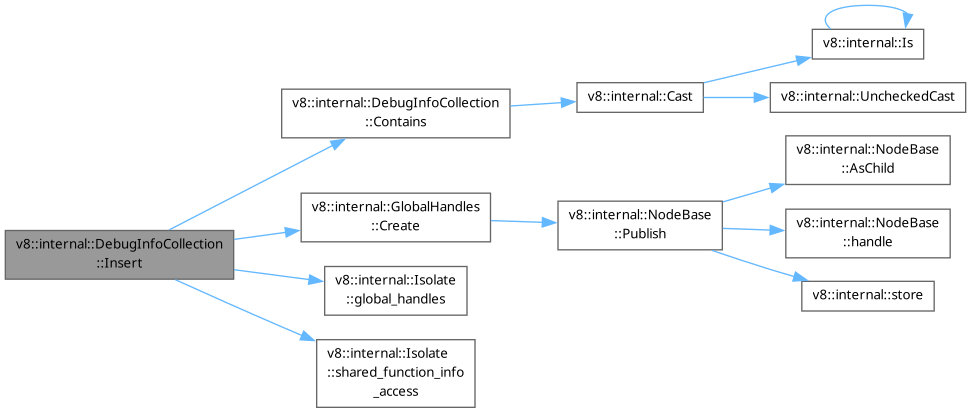 v8::internal::DebugInfoCollection
::Insert
v8::internal::DebugInfoCollection
::Contains
v8::internal::Cast
v8::internal::Is
v8::internal::UncheckedCast
v8::internal::GlobalHandles
::Create
v8::internal::NodeBase
::Publish
v8::internal::NodeBase
::AsChild
v8::internal::NodeBase
::handle
v8::internal::store
v8::internal::Isolate
::global_handles
v8::internal::Isolate
::shared_function_info
_access